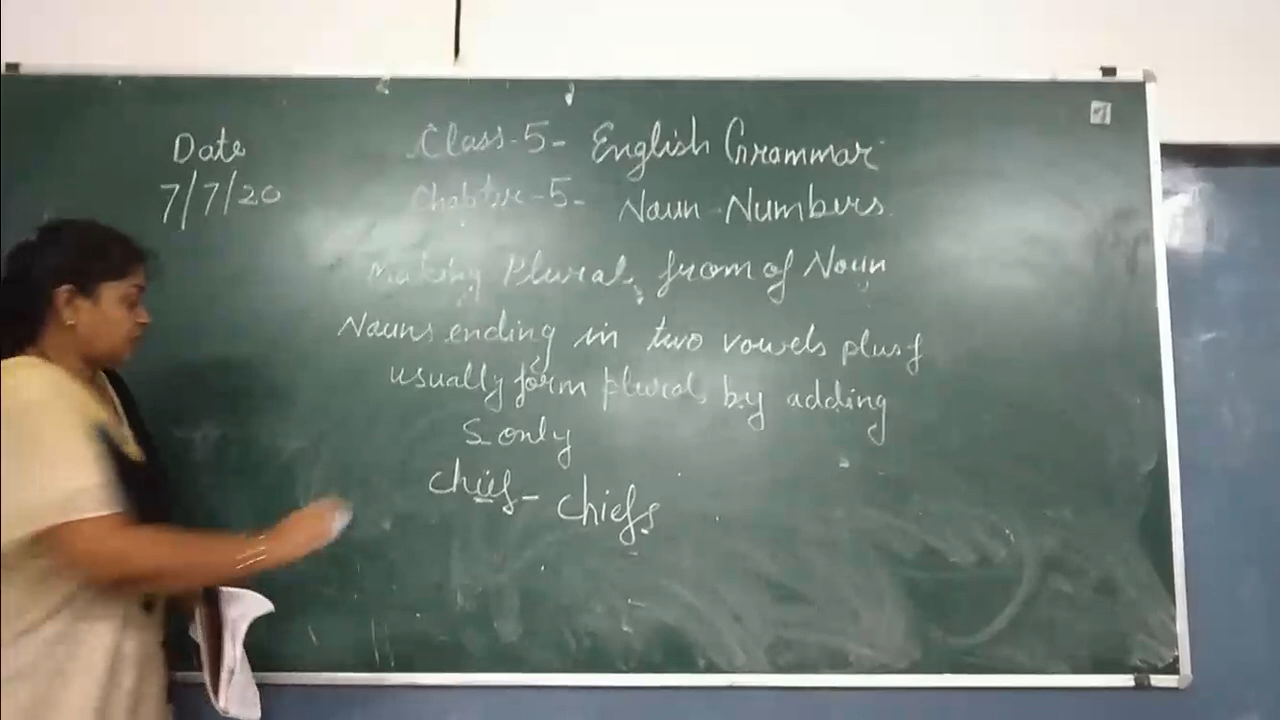 Date
7/7/20
Class-5- English Grammar
Chapter-5- Noun-Numbers
Making Plural from of Noun
Nouns ending in two vowels plus f
usually form plural by adding
s only
chief - chiefs